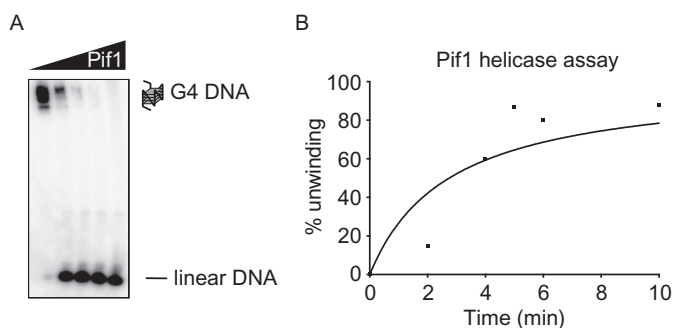 A
Pif1
G4 DNA
linear DNA
B
Pif1 helicase assay
% unwinding
100
80
60
40
20
0
0 2 4 6 8 10
Time (min)